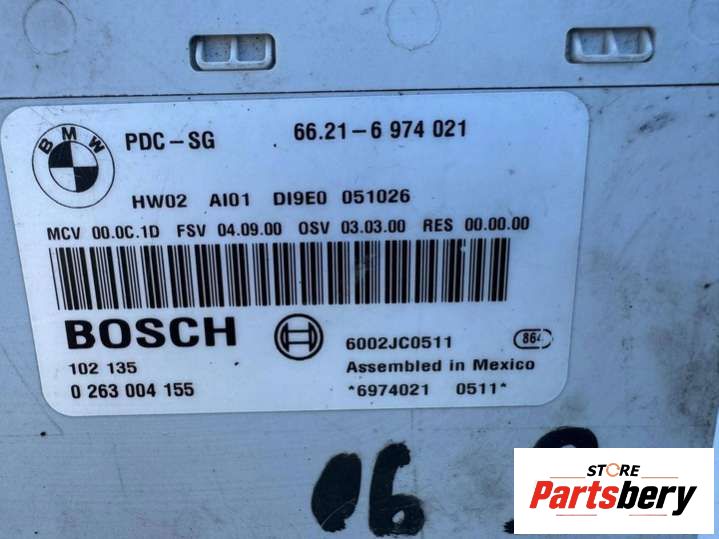 BMW
PDC-SG 66.21-6 974 021
HW02 AI01 DI9E0 051026
MCV 00.0C.1D FSV 04.09.00 OSV 03.03.00 RES 00.00.00
BOSCH 6002JC0511 864
102 135 Assembled in Mexico
0 263 004 155 *6974021 0511*
06
STORE
Partsbery